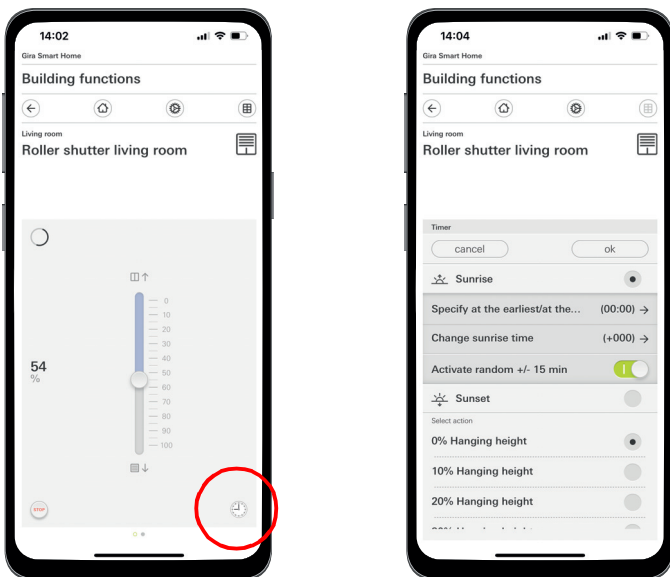 14:02
Gira Smart Home
Building functions
Living room
Roller shutter living room
0
10
20
30
40
50
60
70
80
90
100
54
%
STOP
14:04
Gira Smart Home
Building functions
Living room
Roller shutter living room
Timer
cancel ok
Sunrise
Specify at the earliest/at the... (00:00) →
Change sunrise time (+000) →
Activate random +/- 15 min
Sunset
Select action
0% Hanging height
10% Hanging height
20% Hanging height